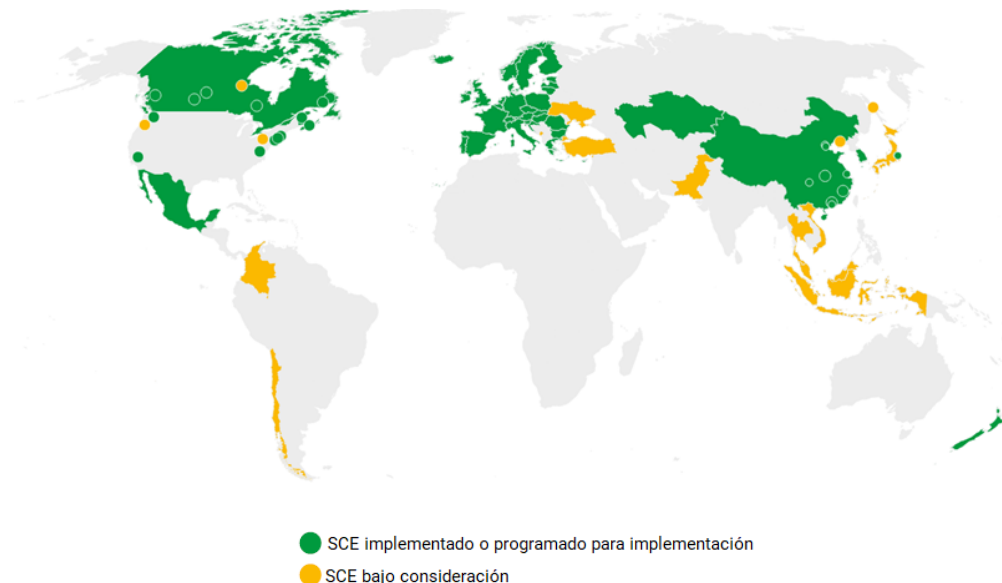 SCE implementado o programado para implementación
SCE bajo consideración